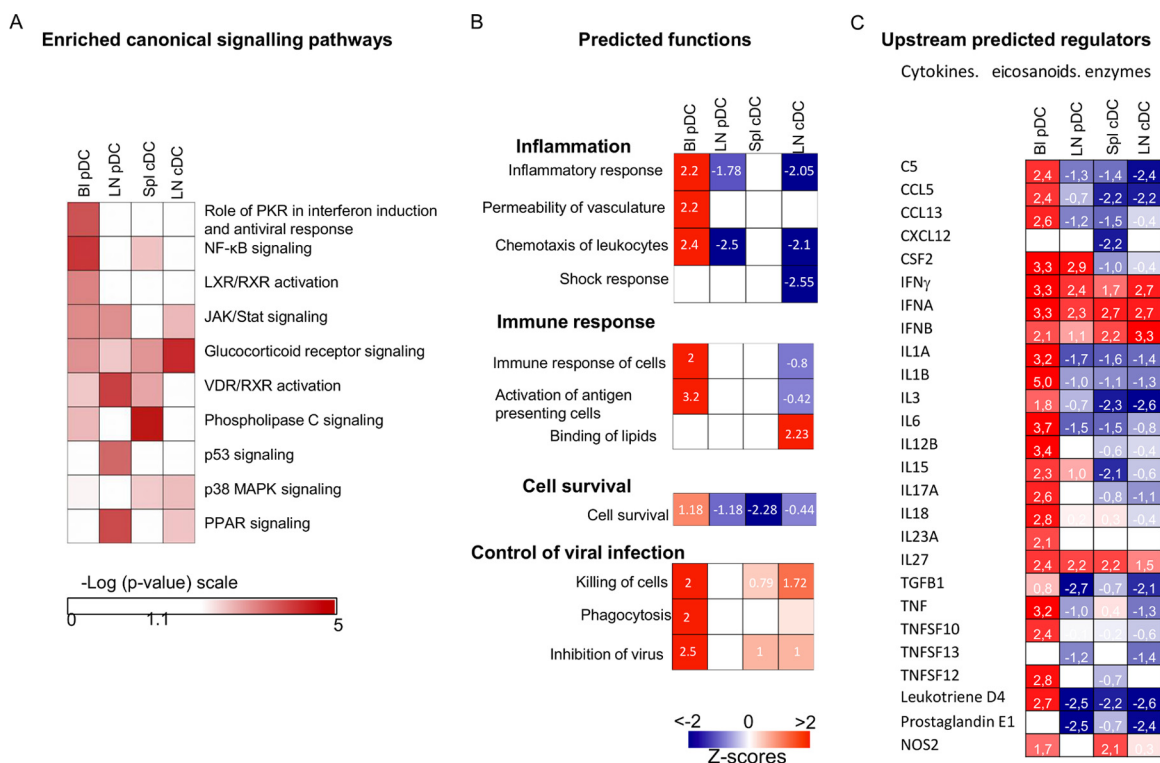 A
Enriched canonical signalling pathways
Bl pDC
LN pDC
Spl cDC
LN cDC
Role of PKR in interferon induction
and antiviral response
NF-κB signaling
LXR/RXR activation
JAK/Stat signaling
Glucocorticoid receptor signaling
VDR/RXR activation
Phospholipase C signaling
p53 signaling
p38 MAPK signaling
PPAR signaling
-Log (p-value) scale
0 1.1 5
B
Predicted functions
Bl pDC
LN pDC
Spl cDC
LN cDC
Inflammation
Inflammatory response 2.2 -1.78 -2.05
Permeability of vasculature 2.2
Chemotaxis of leukocytes 2.4 -2.5 -2.1
Shock response -2.55
Immune response
Immune response of cells 2 -0.8
Activation of antigen
presenting cells 3.2 -0.42
Binding of lipids 2.23
Cell survival
Cell survival 1.18 -1.18 -2.28 -0.44
Control of viral infection
Killing of cells 2 0.79 1.72
Phagocytosis 2
Inhibition of virus 2.5 1 1
<-2 0 >2
Z-scores
C
Upstream predicted regulators
Cytokines. eicosanoids. enzymes
Bl pDC
LN pDC
Spl cDC
LN cDC
C5 2,4 -1,3 -1,4 -2,4
CCL5 2,4 -0,7 -2,2 -2,2
CCL13 2,6 -1,2 -1,5 -0,4
CXCL12 -2,2
CSF2 3,3 2,9 -1,0 -0,4
IFNγ 3,3 2,4 1,7 2,7
IFNA 3,3 2,3 2,7 2,7
IFNB 2,1 1,1 2,2 3,3
IL1A 3,2 -1,7 -1,6 -1,4
IL1B 5,0 -1,0 -1,1 -1,3
IL3 1,8 -0,7 -2,3 -2,6
IL6 3,7 -1,5 -1,5 -0,8
IL12B 3,4 -0,6 -0,4
IL15 2,3 1,0 -2,1 -0,6
IL17A 2,6 -0,8 -1,1
IL18 2,8 0,3 -0,4
IL23A 2,1
IL27 2,4 2,2 2,2 1,5
TGFB1 0,8 -2,7 -0,7 -2,1
TNF 3,2 -1,0 0,4 -1,3
TNFSF10 2,4 -0,2 -0,6
TNFSF13 -1,2 -1,4
TNFSF12 2,8 -0,7
Leukotriene D4 2,7 -2,5 -2,2 -2,6
Prostaglandin E1 -2,5 -0,7 -2,4
NOS2 1,7 2,1 0,3